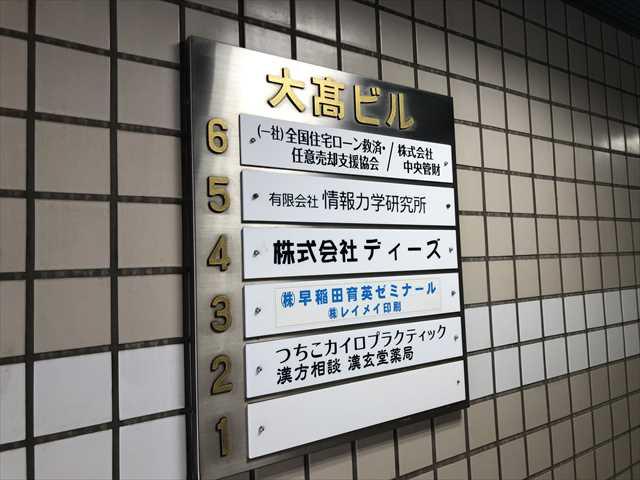 大髙ビル
6
(一社)全国住宅ローン救済・
任意売却支援協会
/
株式会社
中央管財
5
有限会社 情報力学研究所
4
株式会社 ディーズ
3
㈱早稲田育英ゼミナール
㈱レイメイ印刷
2
つちこカイロプラクティック
漢方相談 漢玄堂薬局
1